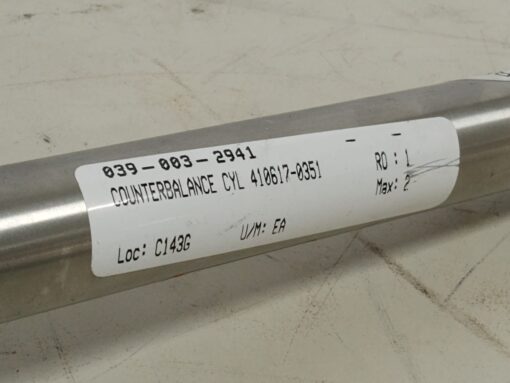 039-003-2941 - -
COUNTERBALANCE CYL 410617-0351 RO: 1
Max: 2
Loc: C143G U/M: EA